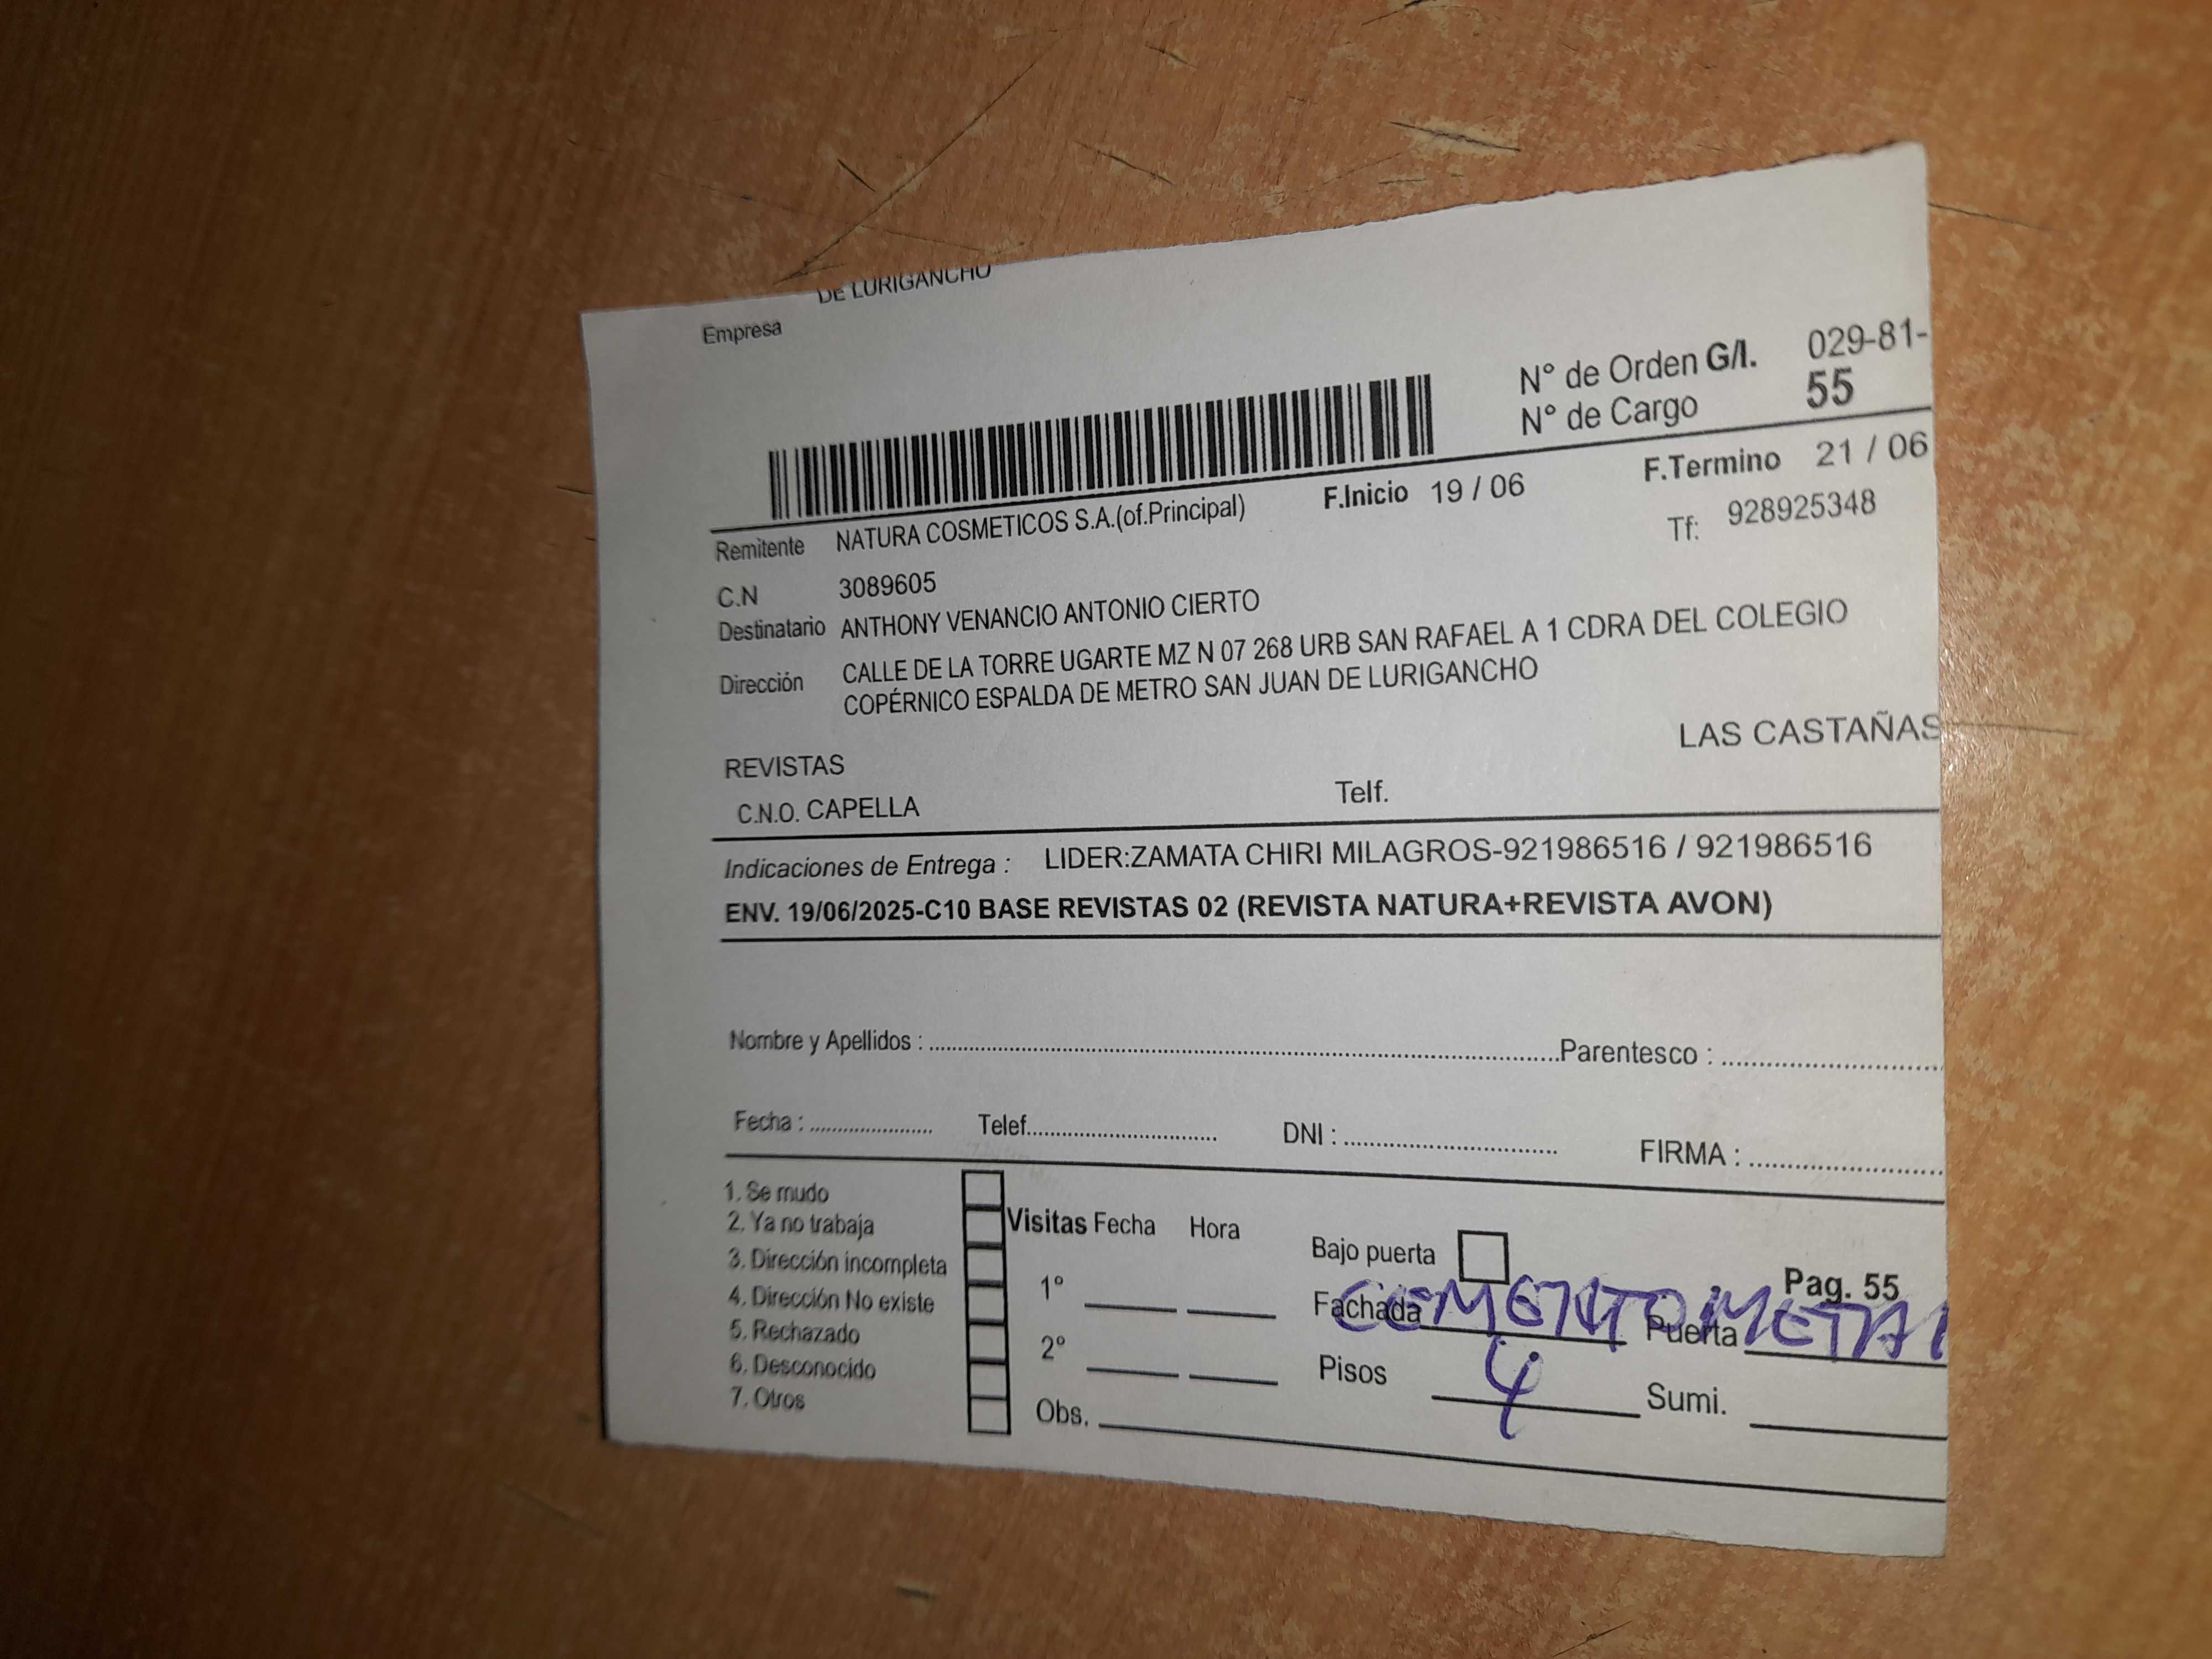 DE LURIGANCHO
Empresa
N° de Orden G/I. 029-81-
N° de Cargo 55
F.Inicio 19 / 06 F.Termino 21 / 06
Remitente NATURA COSMETICOS S.A.(of.Principal) Tf: 928925348
C.N 3089605
Destinatario ANTHONY VENANCIO ANTONIO CIERTO
Dirección CALLE DE LA TORRE UGARTE MZ N 07 268 URB SAN RAFAEL A 1 CDRA DEL COLEGIO
COPÉRNICO ESPALDA DE METRO SAN JUAN DE LURIGANCHO
LAS CASTAÑAS
REVISTAS
C.N.O. CAPELLA Telf.
Indicaciones de Entrega : LIDER:ZAMATA CHIRI MILAGROS-921986516 / 921986516
ENV. 19/06/2025-C10 BASE REVISTAS 02 (REVISTA NATURA+REVISTA AVON)
Nombre y Apellidos : Parentesco :
Fecha : Telef. DNI : FIRMA :
1. Se mudo
2. Ya no trabaja
3. Dirección incompleta
4. Dirección No existe
5. Rechazado
6. Desconocido
7. Otros
Visitas Fecha Hora
1°
2°
Obs.
Bajo puerta
Pag. 55
Fachada CEMENTO Puerta METAL
Pisos 4 Sumi.